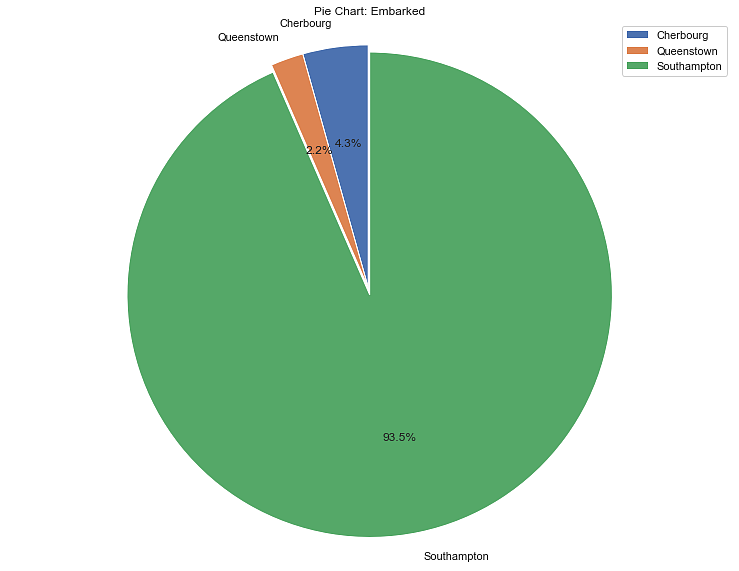 Pie Chart: Embarked
Cherbourg
Queenstown
Cherbourg
Queenstown
Southampton
4.3%
2.2%
93.5%
Southampton